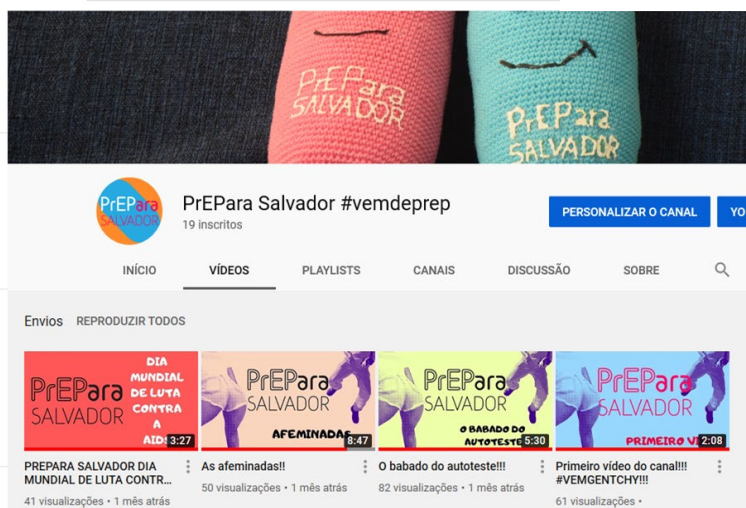 PrEPara
SALVADOR
PrEPara
SALVADOR
PrEPara
SALVADOR
PrEPara Salvador #vemdeprep
19 inscritos
PERSONALIZAR O CANAL
YO
INÍCIO VÍDEOS PLAYLISTS CANAIS DISCUSSÃO SOBRE
Envios REPRODUZIR TODOS
PrEPara
SALVADOR
DIA
MUNDIAL
DE LUTA
CONTRA
A
AIDS
3:27
PrEPara
SALVADOR
AFEMINADAS
8:47
PrEPara
SALVADOR
O BABADO DO
AUTOTESTE
5:30
PrEPara
SALVADOR
PRIMEIRO VI
2:08
PREPARA SALVADOR DIA
MUNDIAL DE LUTA CONTR...
41 visualizações • 1 mês atrás
As afeminadas!!
50 visualizações • 1 mês atrás
O babado do autoteste!!!
82 visualizações • 1 mês atrás
Primeiro vídeo do canal!!!
#VEMGENTCHY!!!
61 visualizações •